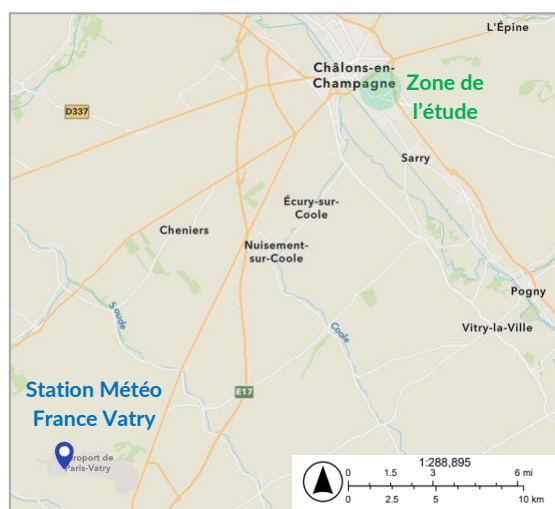 L'Épine
Châlons-en-
Champagne
Zone de
l'étude
D337
Sarry
Écury-sur-
Coole
Cheniers
Nuisement-
sur-Coole
Pogny
Soude
Coole
Vitry-la-Ville
Station Météo
France Vatry
E17
éroport de
Paris-Vatry
1:288,895
0 1.5 3 6 mi
0 2.5 5 10 km